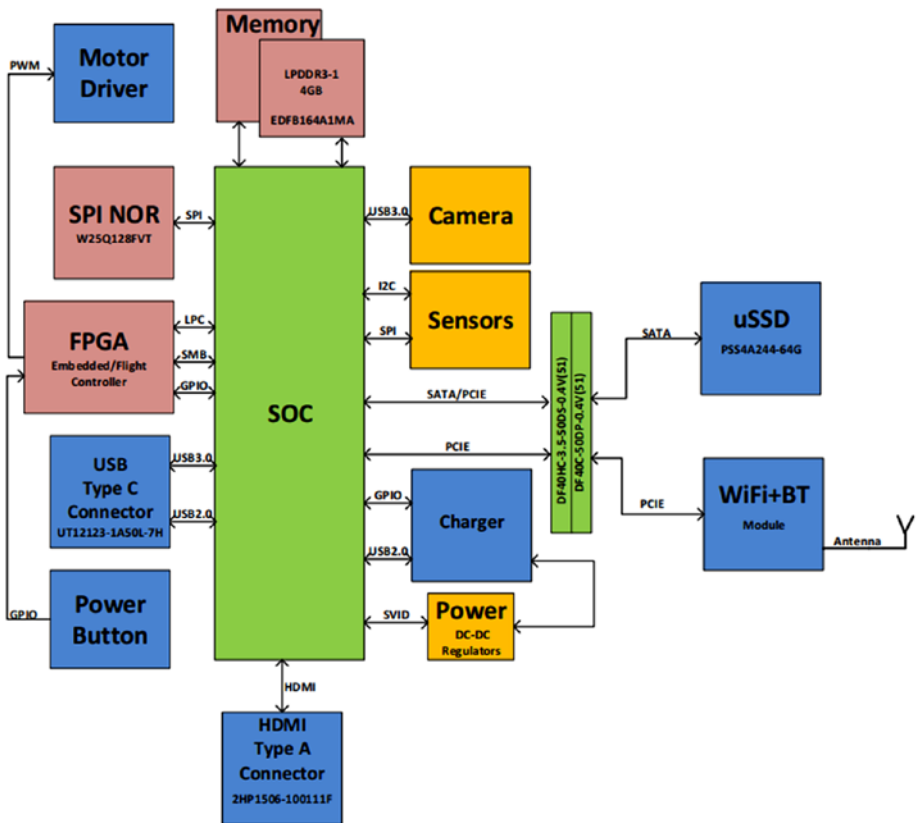 Memory
LPDDR3-1
4GB
EDFB164A1MA
PWM
Motor
Driver
SPI NOR
W25Q128FVT
SPI
USB3.0
Camera
I2C
SPI
Sensors
FPGA
Embedded/Flight
Controller
LPC
SMB
GPIO
SOC
SATA/PCIE
PCIE
DF40HC-3.5-50DS-0.4V(51)
DF40C-50DP-0.4V(51)
SATA
uSSD
PSS4A244-64G
PCIE
WiFi+BT
Module
Antenna
USB
Type C
Connector
UT12123-1A50L-7H
USB3.0
USB2.0
GPIO
USB2.0
Charger
SVID
Power
DC-DC
Regulators
GPIO
Power
Button
HDMI
HDMI
Type A
Connector
2HP1506-100111F